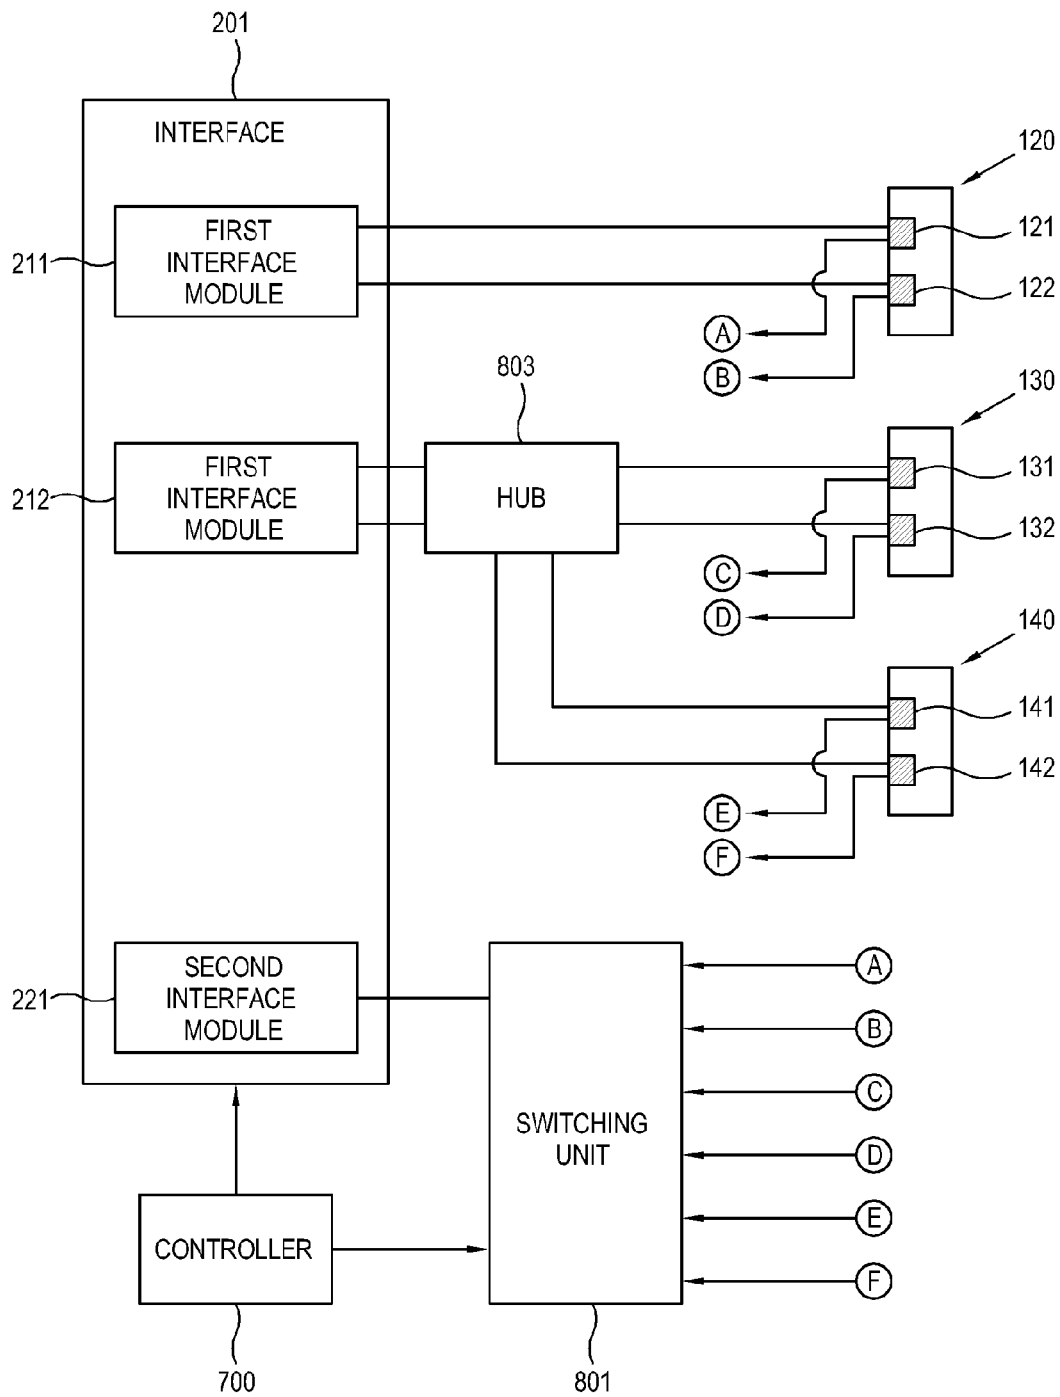 201
INTERFACE
120
FIRST
INTERFACE
MODULE
211
121
122
A
B
803
130
FIRST
INTERFACE
MODULE
212
HUB
131
132
C
D
140
141
142
E
F
SECOND
INTERFACE
MODULE
221
A
B
C
SWITCHING
UNIT
D
E
CONTROLLER
F
700
801